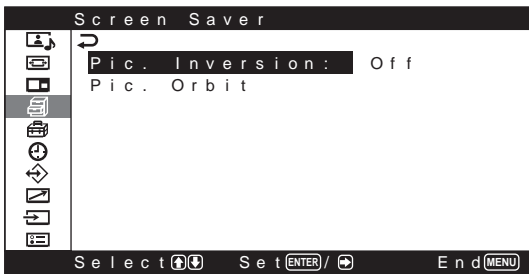 Screen Saver
Pic. Inversion: Off
Pic. Orbit
Select Set ENTER / End MENU